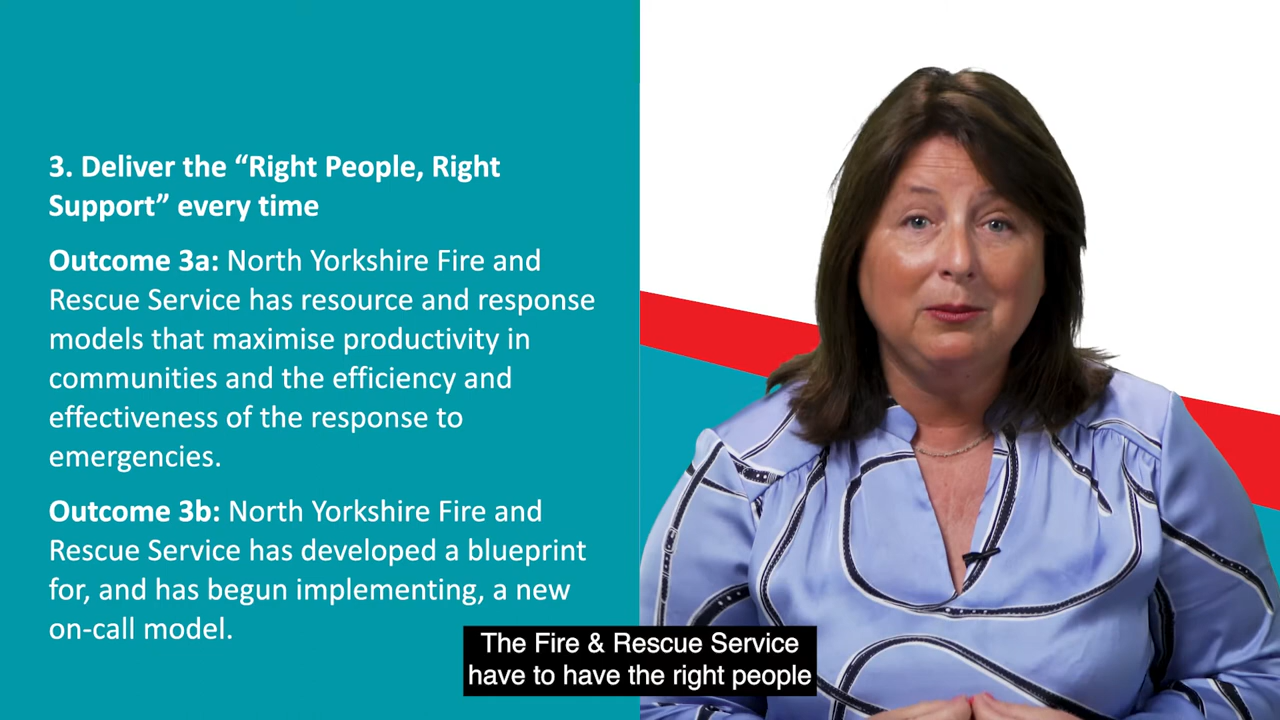 3. Deliver the “Right People, Right
Support” every time
Outcome 3a: North Yorkshire Fire and
Rescue Service has resource and response
models that maximise productivity in
communities and the efficiency and
effectiveness of the response to
emergencies.
Outcome 3b: North Yorkshire Fire and
Rescue Service has developed a blueprint
for, and has begun implementing, a new
on-call model.
The Fire & Rescue Service
have to have the right people